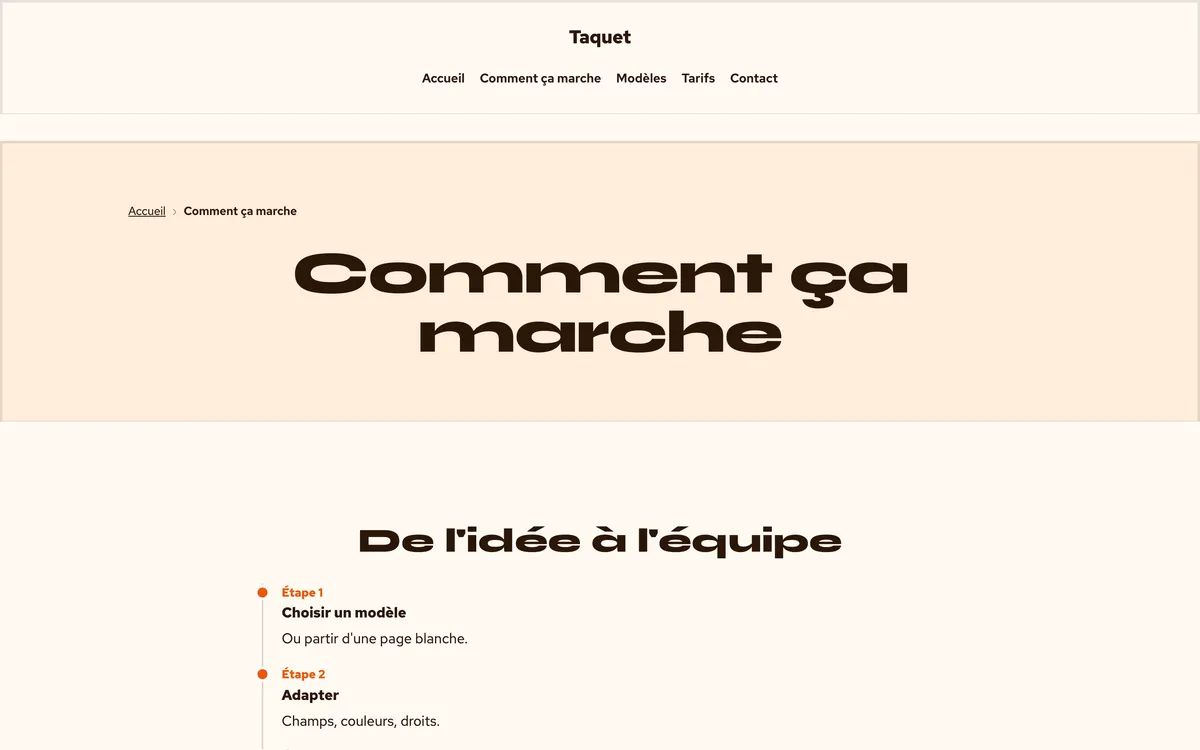 Taquet
Accueil Comment ça marche Modèles Tarifs Contact
Accueil › Comment ça marche
Comment ça
marche
De l'idée à l'équipe
Étape 1
Choisir un modèle
Ou partir d'une page blanche.
Étape 2
Adapter
Champs, couleurs, droits.